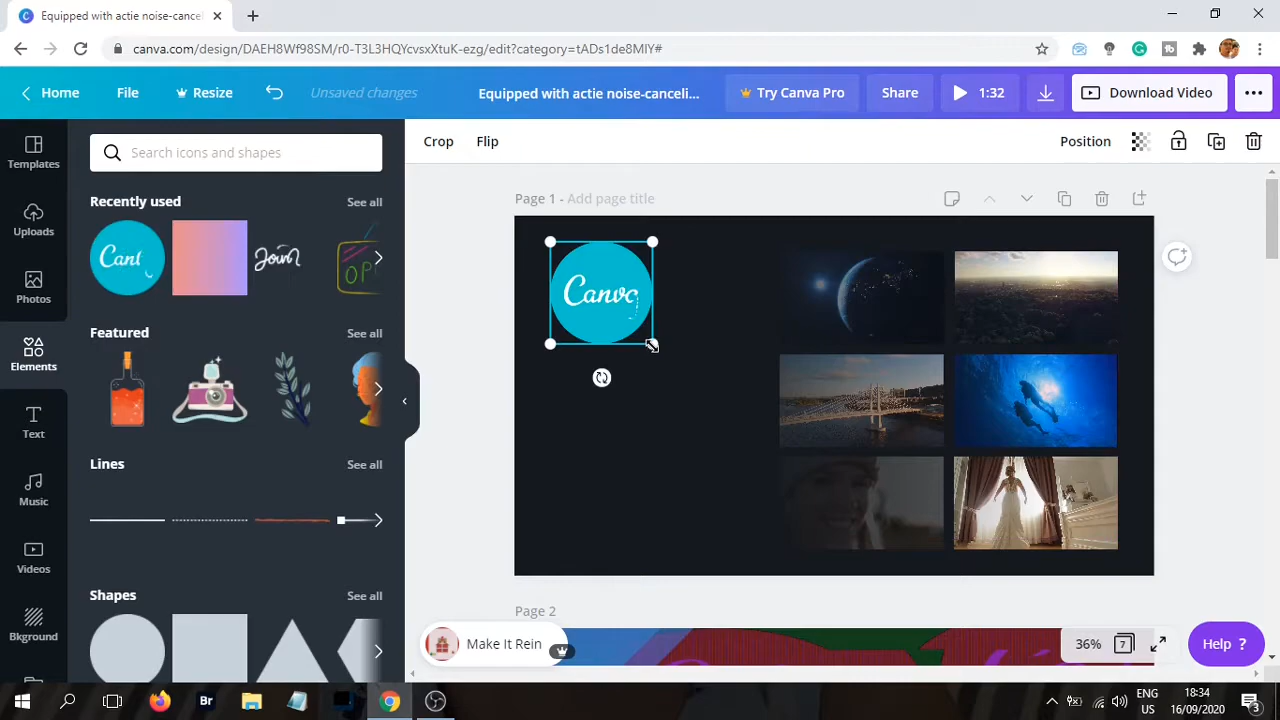 Equipped with actie noise-cancel
canva.com/design/DAEH8Wf98SM/r0-T3L3HQYcvsxXtuK-ezg/edit?category=tADs1de8MlY#
Home
File
Resize
Unsaved changes
Equipped with actie noise-canceli...
Try Canva Pro
Share
1:32
Download Video
Crop
Flip
Position
Templates
Uploads
Photos
Elements
Text
Music
Videos
Bkground
Search icons and shapes
Recently used
See all
Featured
See all
Lines
See all
Shapes
See all
Page 1 - Add page title
Page 2
Make It Rein
36%
7
Help ?
Br
ENG
US
18:34
16/09/2020
3